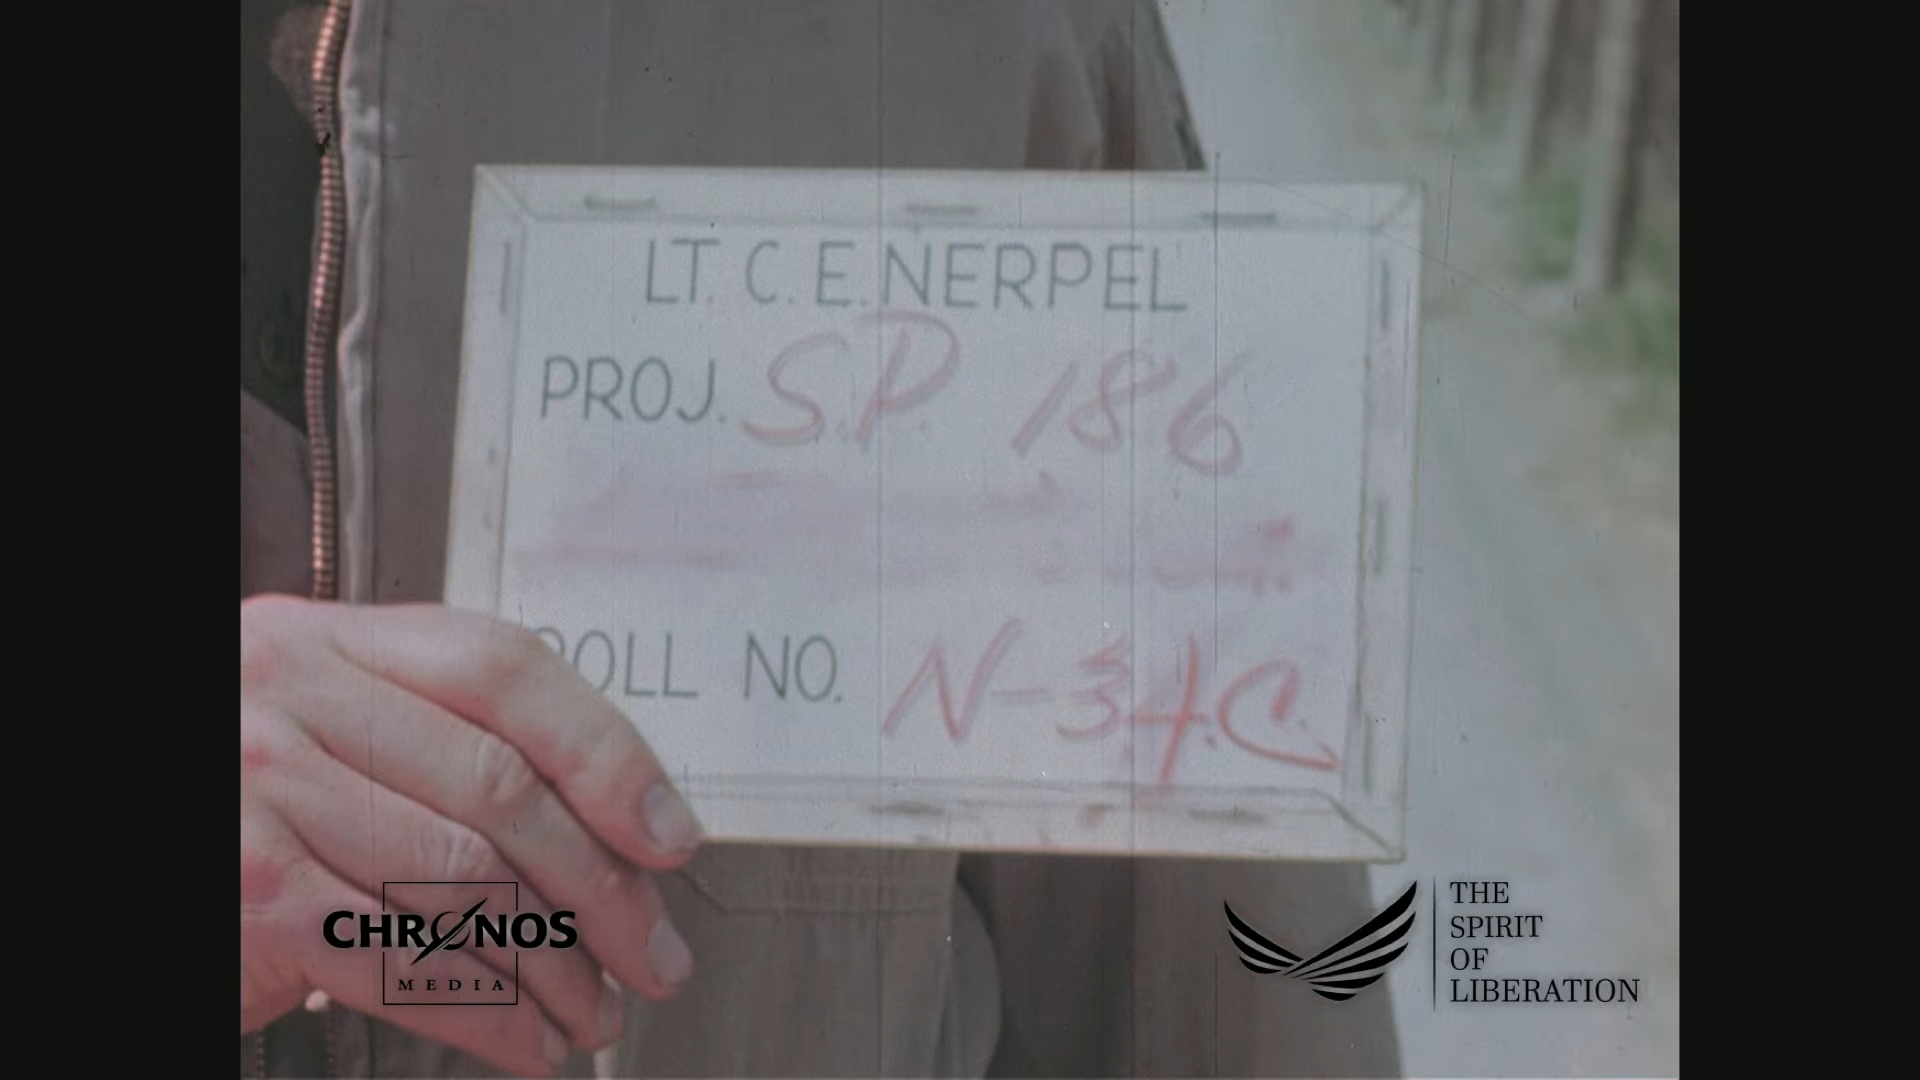 LT. C. E. NERPEL
PROJ. S.P. 186
ROLL NO. N-34.C.
CHRONOS
MEDIA
THE
SPIRIT
OF
LIBERATION